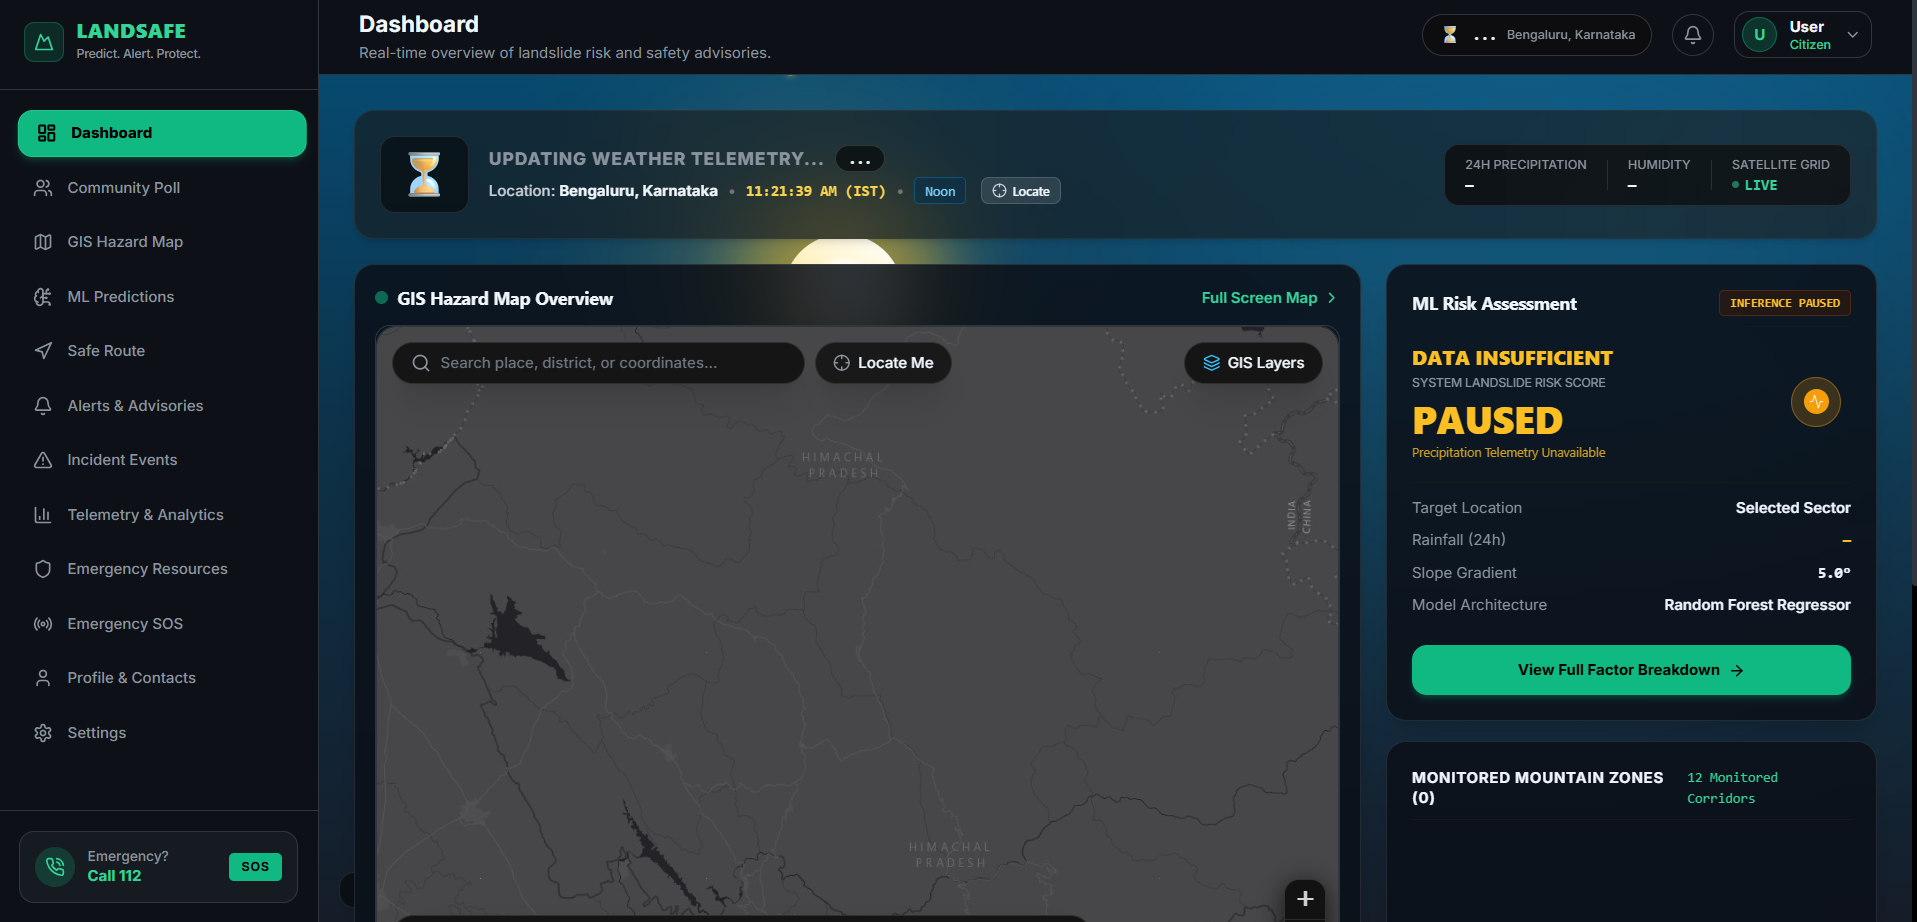 LANDSAFE
Predict. Alert. Protect.
Dashboard
Community Poll
GIS Hazard Map
ML Predictions
Safe Route
Alerts & Advisories
Incident Events
Telemetry & Analytics
Emergency Resources
Emergency SOS
Profile & Contacts
Settings
Emergency?
Call 112
SOS
Dashboard
Real-time overview of landslide risk and safety advisories.
... Bengaluru, Karnataka
U
User
Citizen
UPDATING WEATHER TELEMETRY... ...
Location: Bengaluru, Karnataka • 11:21:39 AM (IST) • Noon Locate
24H PRECIPITATION
–
HUMIDITY
–
SATELLITE GRID
LIVE
GIS Hazard Map Overview
Full Screen Map
Search place, district, or coordinates...
Locate Me
GIS Layers
HIMACHAL
PRADESH
INDIA
CHINA
HIMACHAL
PRADESH
+
ML Risk Assessment
INFERENCE PAUSED
DATA INSUFFICIENT
SYSTEM LANDSLIDE RISK SCORE
PAUSED
Precipitation Telemetry Unavailable
Target Location Selected Sector
Rainfall (24h) –
Slope Gradient 5.0°
Model Architecture Random Forest Regressor
View Full Factor Breakdown →
MONITORED MOUNTAIN ZONES
(0)
12 Monitored
Corridors